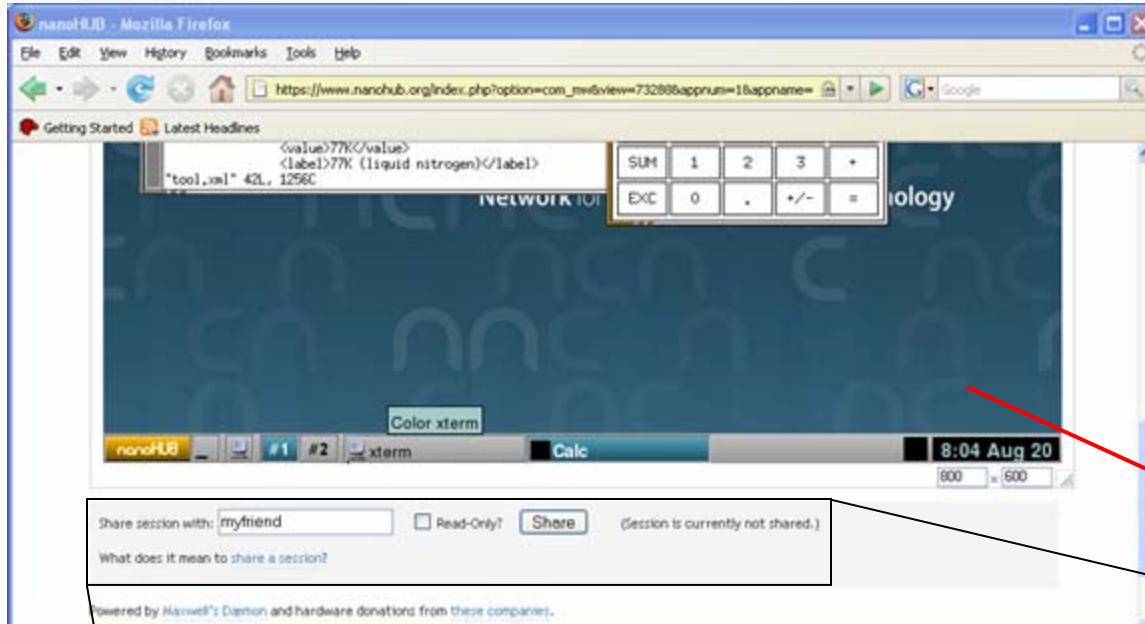 nanoHUB - Mozilla Firefox
File Edit View History Bookmarks Tools Help
https://www.nanohub.org/index.php?option=com_mw&view=73288&appnum=1&appname= Google
Getting Started Latest Headlines
<value>77K</value>
<label>77K (liquid nitrogen)</label>
"tool.xml" 42L, 1256C
SUM 1 2 3 +
EXC 0 . +/- =
Network for ology
Color xterm
nanoHUB #1 #2 xterm Calc 8:04 Aug 20
800 x 600
Share session with: myfriend Read-Only? Share (Session is currently not shared.)
What does it mean to share a session?
Powered by Maxwell's Dæmon and hardware donations from these companies.